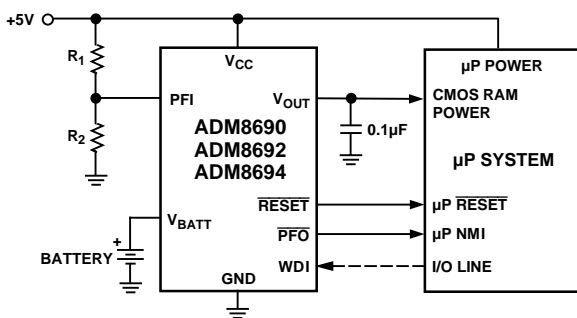 +5V
R1
R2
PFI
VCC
VOUT
ADM8690
ADM8692
ADM8694
RESET
VBATT
PFO
WDI
GND
+
BATTERY
0.1µF
µP POWER
CMOS RAM
POWER
µP SYSTEM
µP RESET
µP NMI
I/O LINE